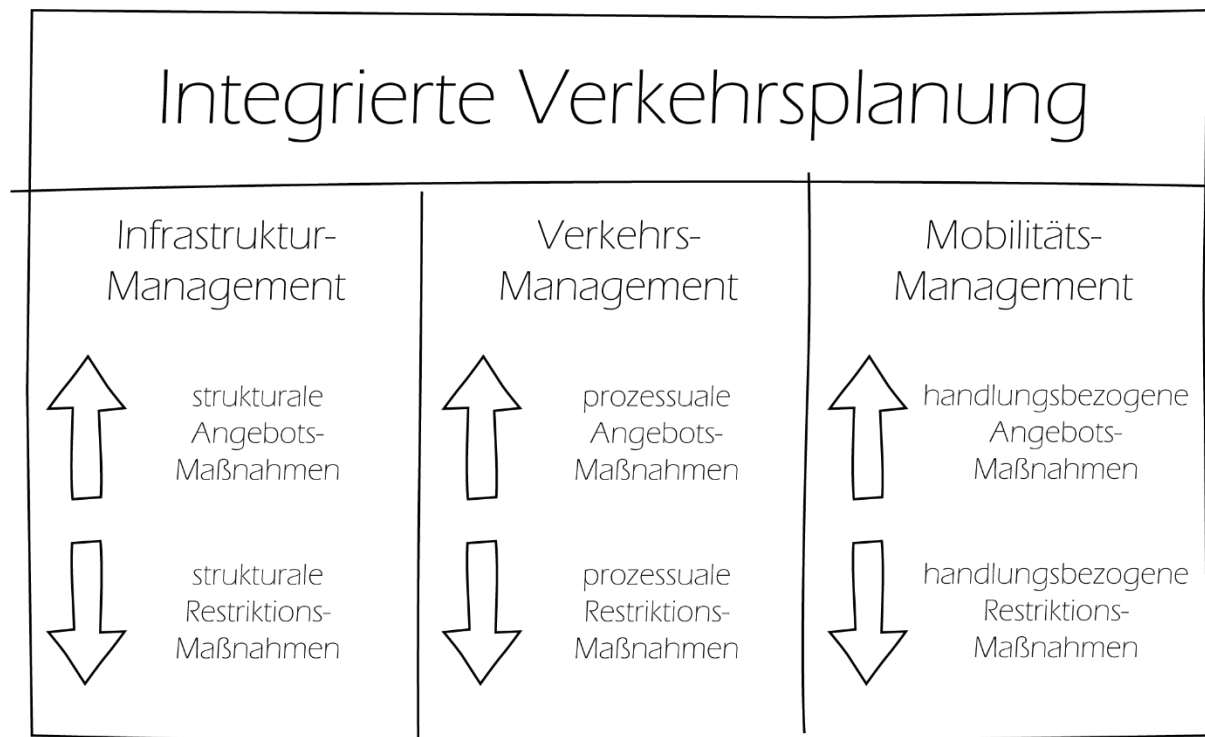 Integrierte Verkehrsplanung
Infrastruktur-
Management
strukturale
Angebots-
Maßnahmen
strukturale
Restriktions-
Maßnahmen
Verkehrs-
Management
prozessuale
Angebots-
Maßnahmen
prozessuale
Restriktions-
Maßnahmen
Mobilitäts-
Management
handlungsbezogene
Angebots-
Maßnahmen
handlungsbezogene
Restriktions-
Maßnahmen